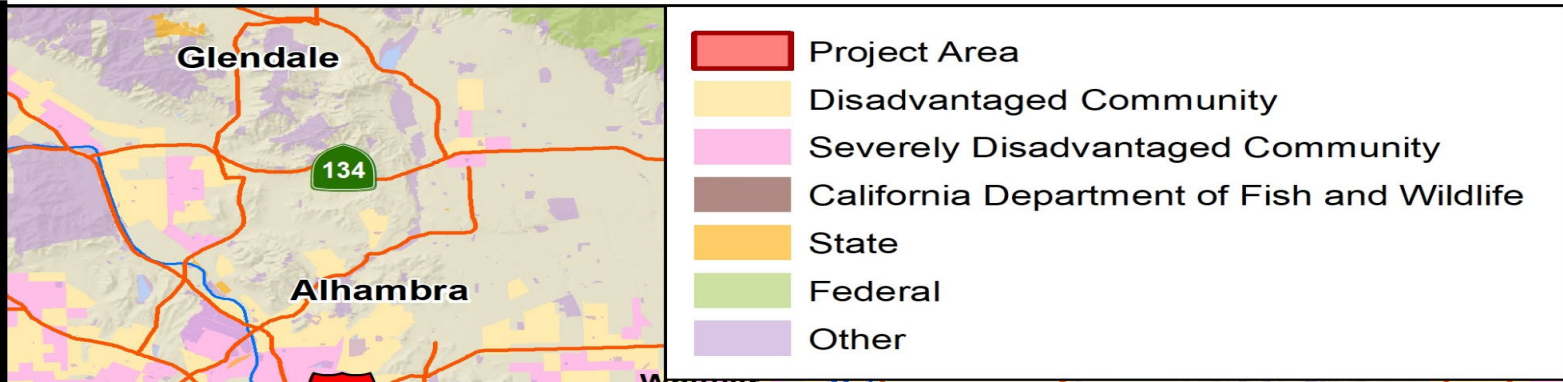 Glendale
134
Alhambra
Project Area
Disadvantaged Community
Severely Disadvantaged Community
California Department of Fish and Wildlife
State
Federal
Other